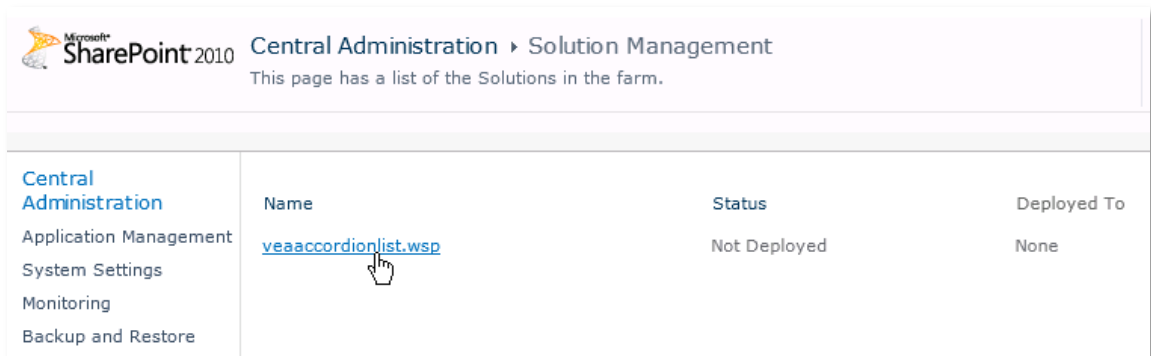 Microsoft
SharePoint 2010
Central Administration ▸ Solution Management
This page has a list of the Solutions in the farm.
Central
Administration
Application Management
System Settings
Monitoring
Backup and Restore
Name Status Deployed To
veaaccordionlist.wsp Not Deployed None